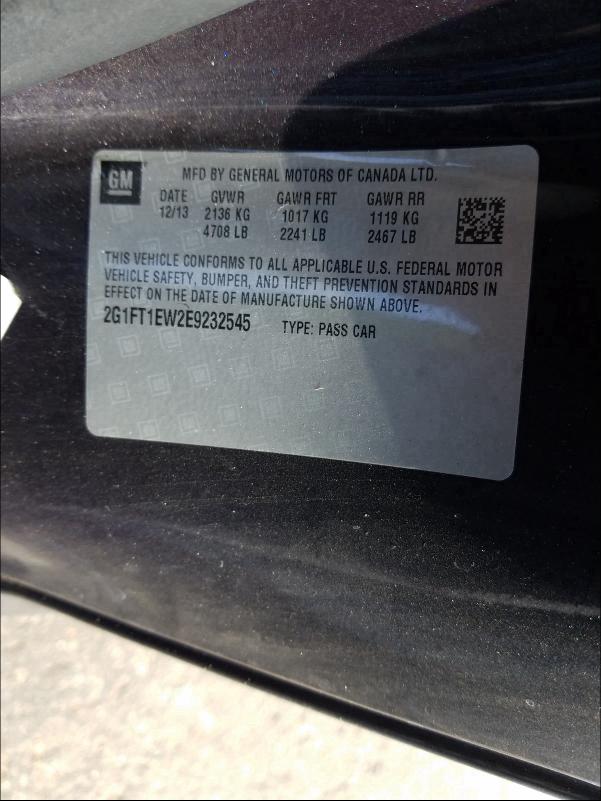 GM
MFD BY GENERAL MOTORS OF CANADA LTD.
DATE GVWR GAWR FRT GAWR RR
12/13 2136 KG 1017 KG 1119 KG
4708 LB 2241 LB 2467 LB
THIS VEHICLE CONFORMS TO ALL APPLICABLE U.S. FEDERAL MOTOR
VEHICLE SAFETY, BUMPER, AND THEFT PREVENTION STANDARDS IN
EFFECT ON THE DATE OF MANUFACTURE SHOWN ABOVE.
2G1FT1EW2E9232545 TYPE: PASS CAR